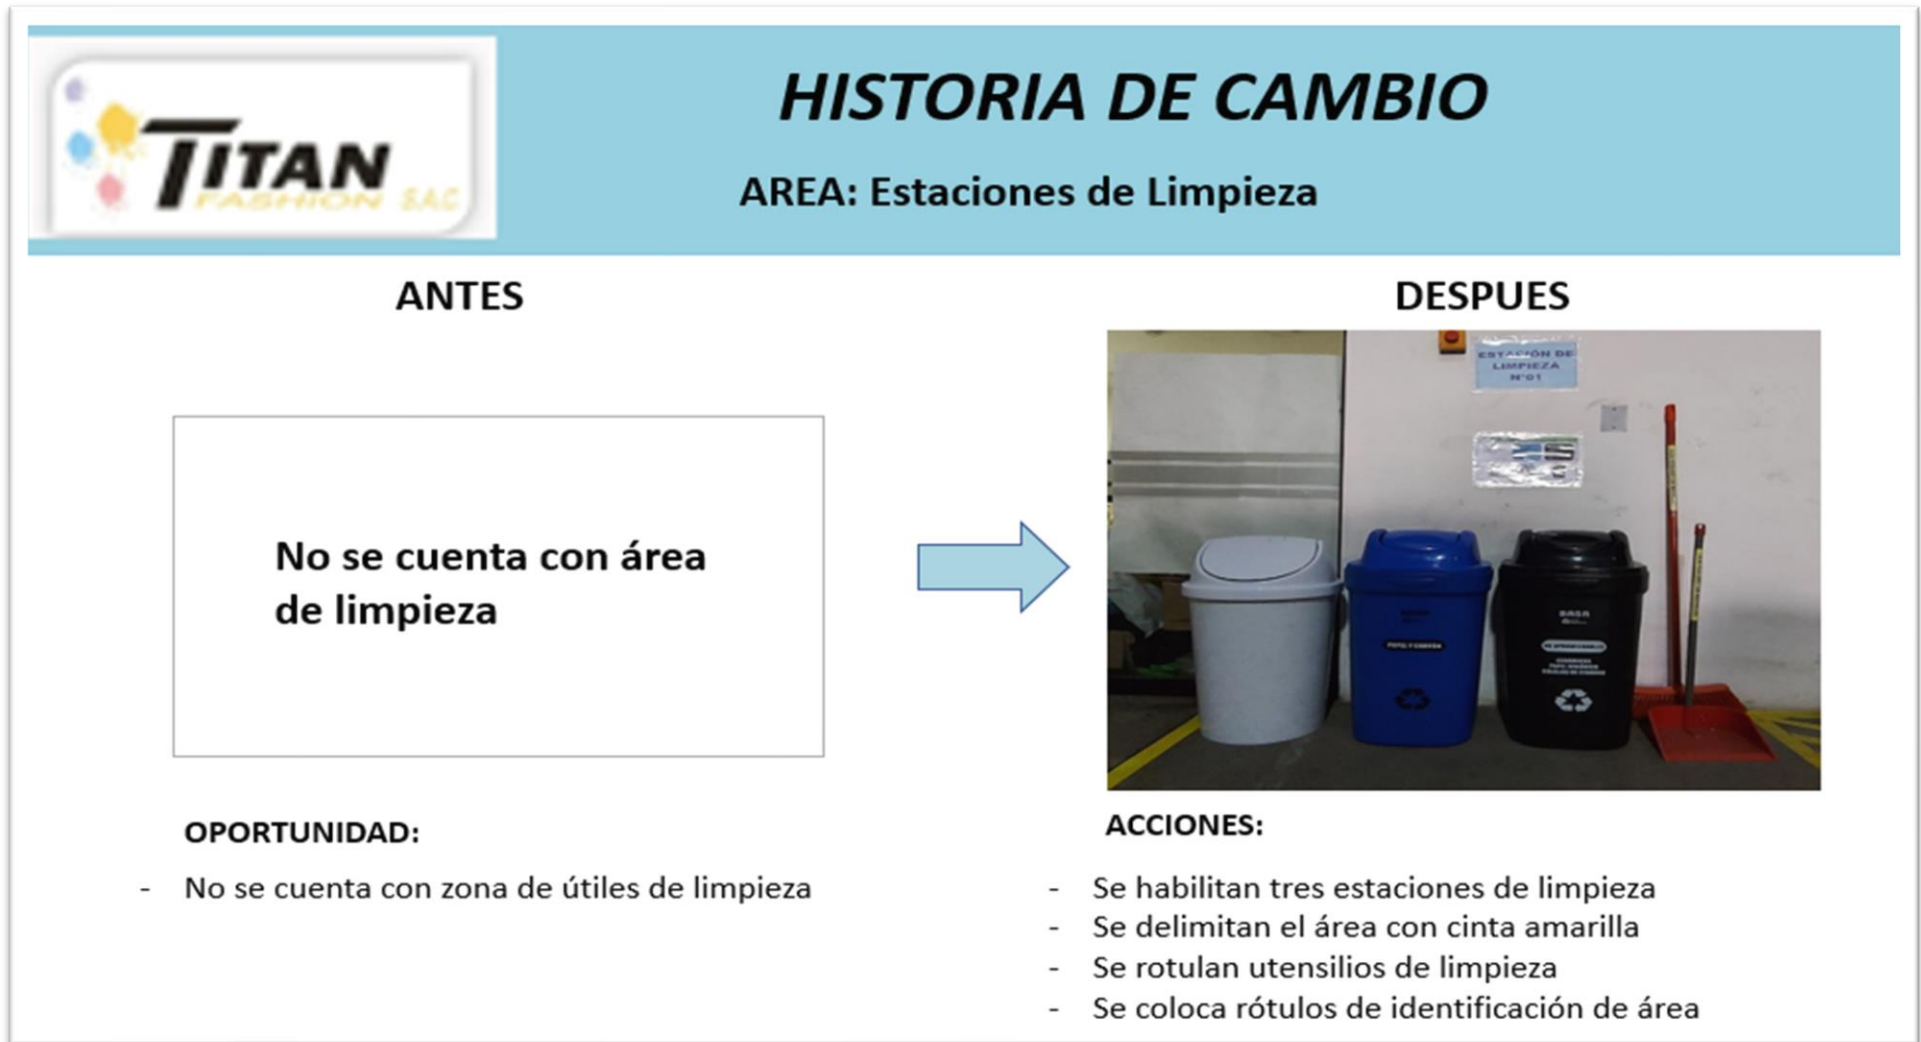 TITAN
FASHION S.A.C
HISTORIA DE CAMBIO
AREA: Estaciones de Limpieza
ANTES
DESPUES
No se cuenta con área
de limpieza
ESTACIÓN DE
LIMPIEZA
N°01
PAPEL Y CARTÓN
BASA
OPORTUNIDAD:
- No se cuenta con zona de útiles de limpieza
ACCIONES:
- Se habilitan tres estaciones de limpieza
- Se delimitan el área con cinta amarilla
- Se rotulan utensilios de limpieza
- Se coloca rótulos de identificación de área